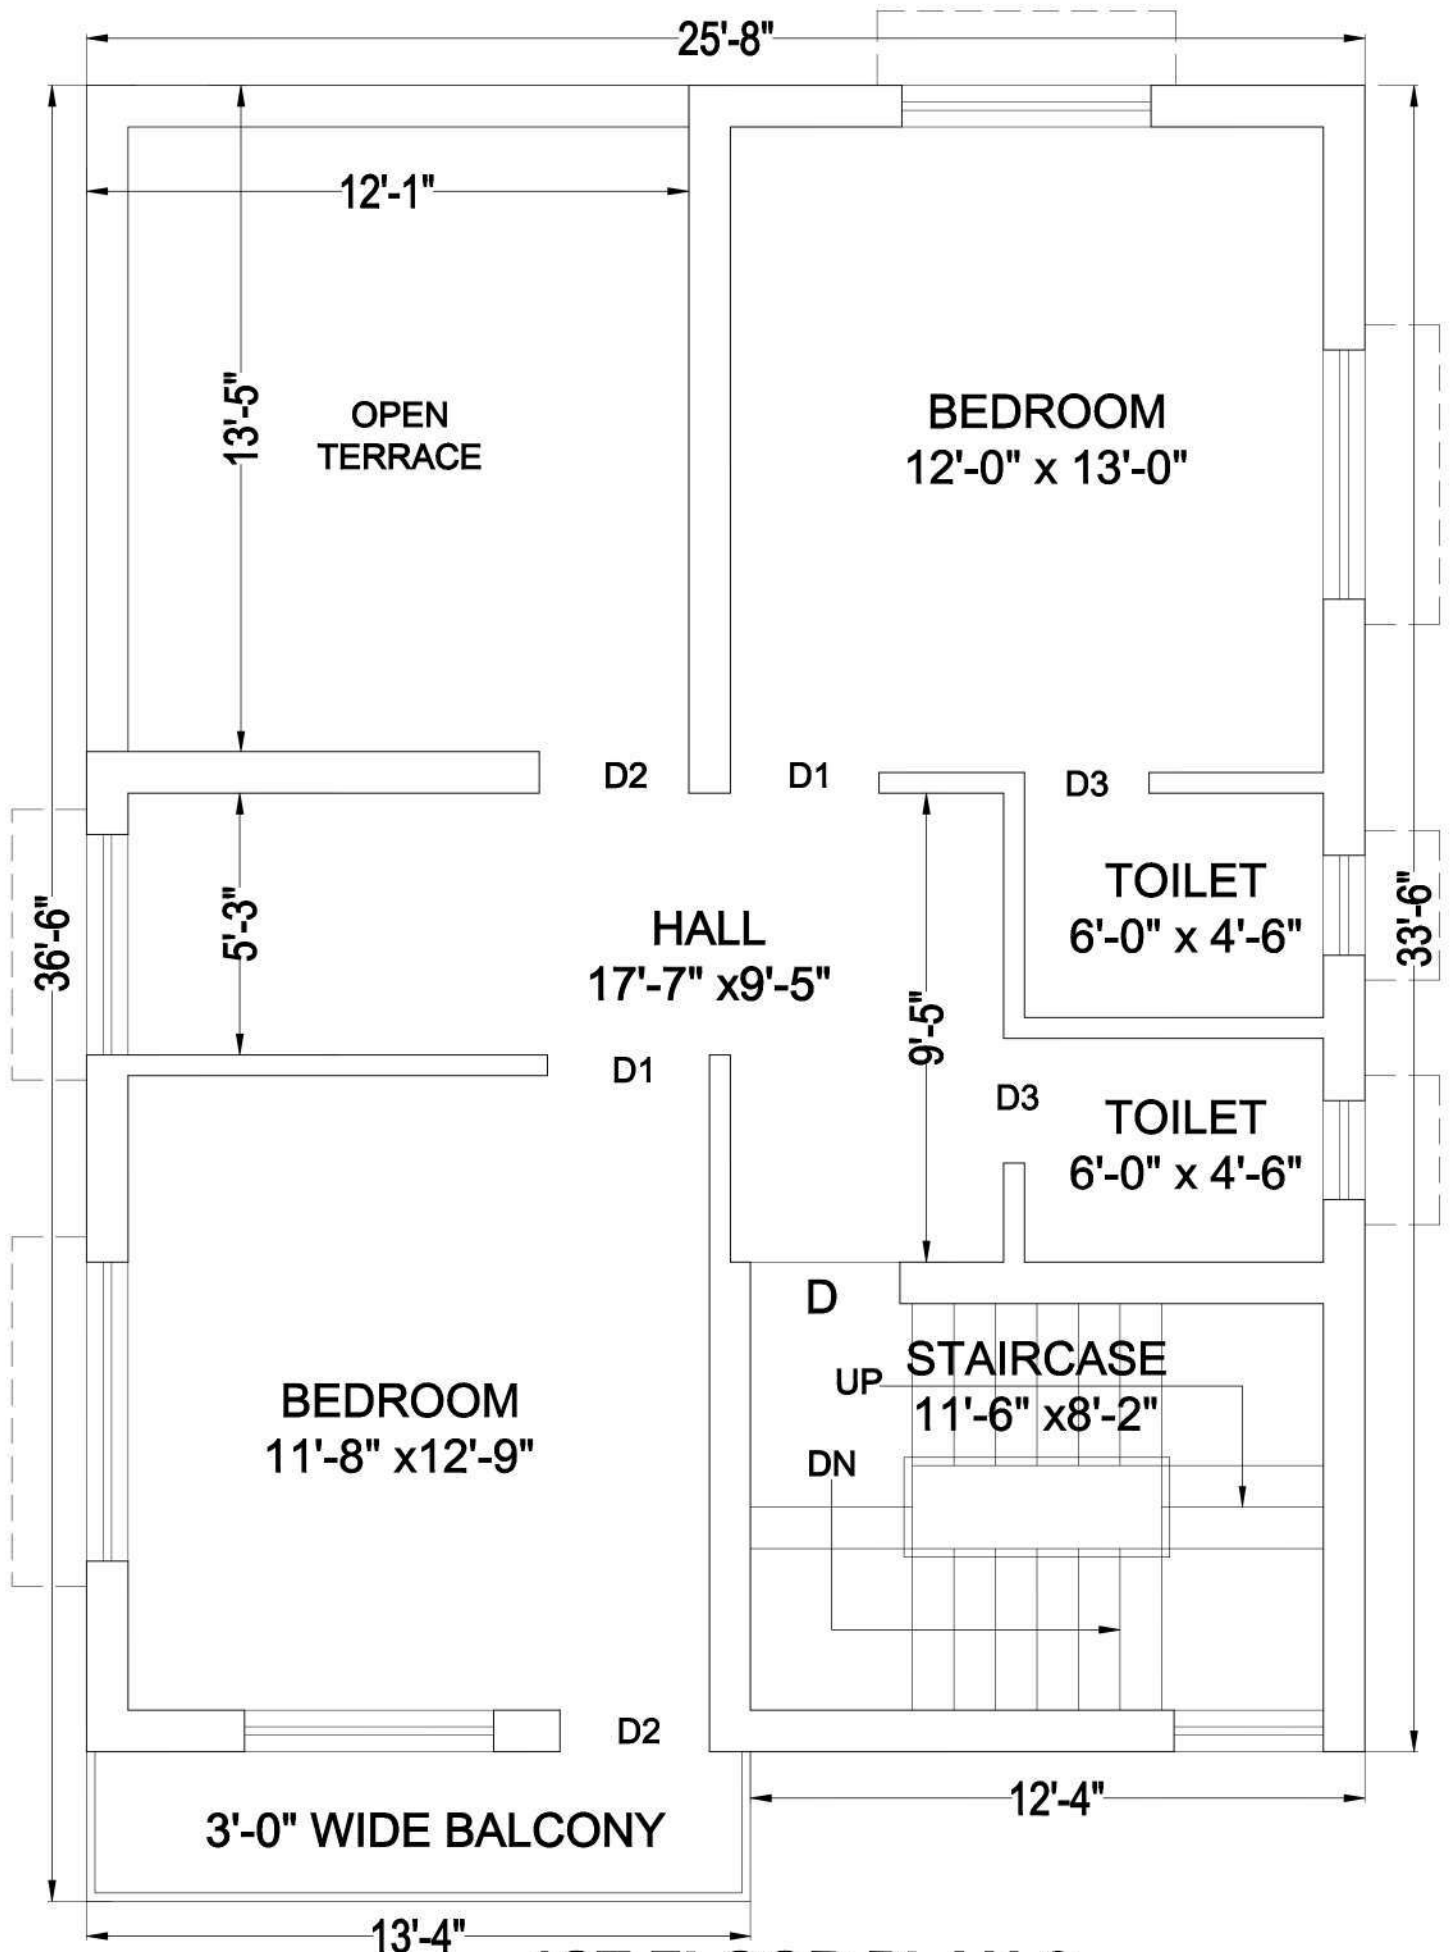 25'-8"
12'-1"
13'-5"
OPEN
TERRACE
BEDROOM
12'-0" x 13'-0"
D2
D1
D3
TOILET
6'-0" x 4'-6"
36'-6"
5'-3"
HALL
17'-7" x9'-5"
9'-5"
33'-6"
D1
D3
TOILET
6'-0" x 4'-6"
D
STAIRCASE
11'-6" x8'-2"
UP
DN
BEDROOM
11'-8" x12'-9"
D2
3'-0" WIDE BALCONY
12'-4"
13'-4"